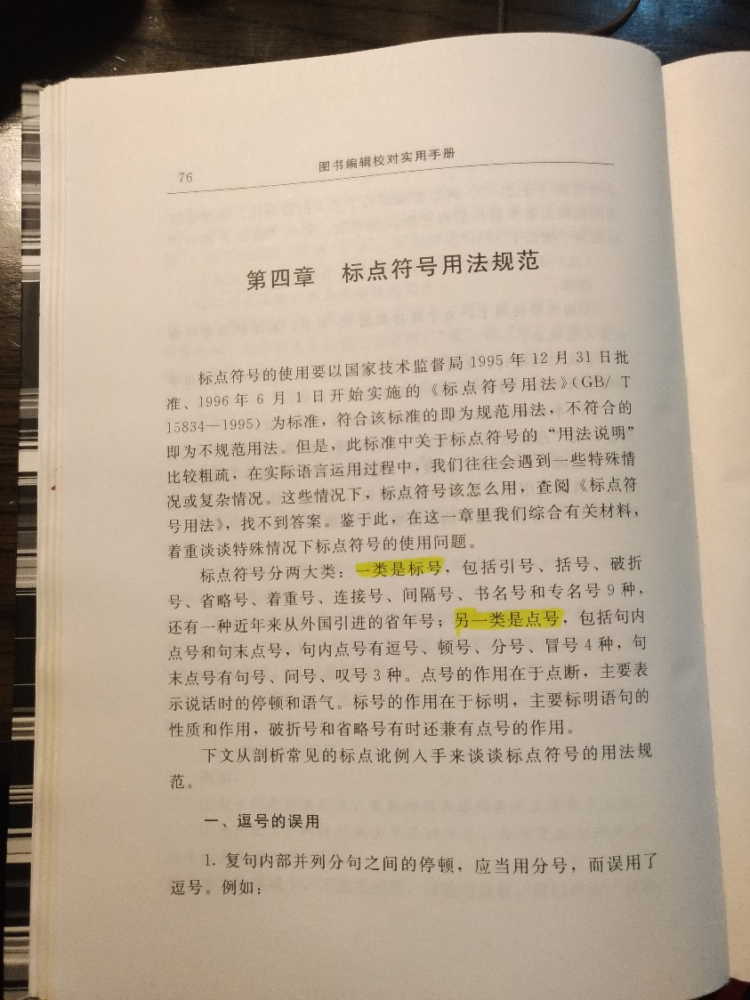 76
图书编辑校对实用手册
第四章 标点符号用法规范
标点符号的使用要以国家技术监督局 1995 年 12 月 31 日批
准、1996 年 6 月 1 日开始实施的《标点符号用法》(GB/ T
15834—1995) 为标准，符合该标准的即为规范用法，不符合的
即为不规范用法。但是，此标准中关于标点符号的“用法说明”
比较粗疏，在实际语言运用过程中，我们往往会遇到一些特殊情
况或复杂情况。这些情况下，标点符号该怎么用，查阅《标点符
号用法》，找不到答案。鉴于此，在这一章里我们综合有关材料，
着重谈谈特殊情况下标点符号的使用问题。
标点符号分两大类：一类是标号，包括引号、括号、破折
号、省略号、着重号、连接号、间隔号、书名号和专名号 9 种，
还有一种近年来从外国引进的省年号；另一类是点号，包括句内
点号和句末点号，句内点号有逗号、顿号、分号、冒号 4 种，句
末点号有句号、问号、叹号 3 种。点号的作用在于点断，主要表
示说话时的停顿和语气。标号的作用在于标明，主要标明语句的
性质和作用，破折号和省略号有时还兼有点号的作用。
下文从剖析常见的标点讹例入手来谈谈标点符号的用法规
范。
一、逗号的误用
1. 复句内部并列分句之间的停顿，应当用分号，而误用了
逗号。例如：